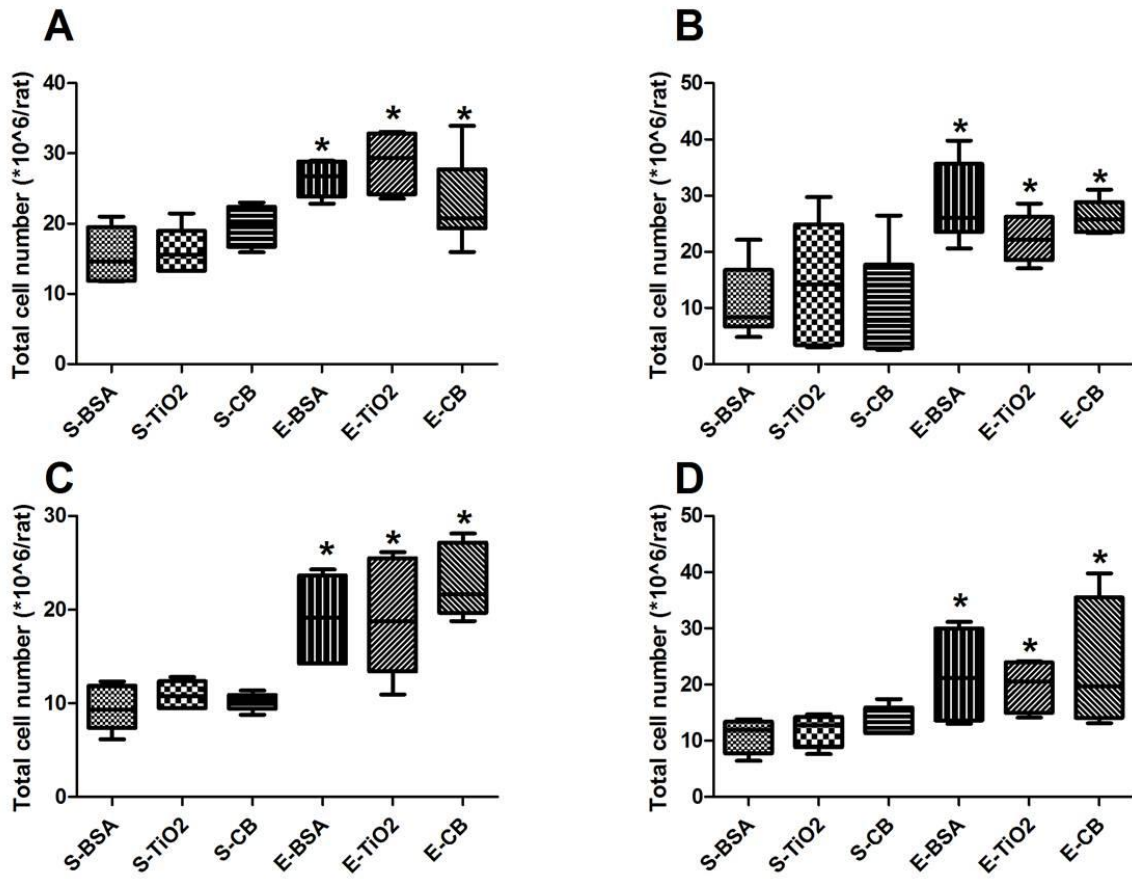 A
Total cell number (*10^6/rat)
40
30
20
10
0
*
*
*
S-BSA
S-TiO2
S-CB
E-BSA
E-TiO2
E-CB
B
Total cell number (*10^6/rat)
50
40
30
20
10
0
*
*
*
S-BSA
S-TiO2
S-CB
E-BSA
E-TiO2
E-CB
C
Total cell number (*10^6/rat)
30
20
10
0
*
*
*
S-BSA
S-TiO2
S-CB
E-BSA
E-TiO2
E-CB
D
Total cell number (*10^6/rat)
50
40
30
20
10
0
*
*
*
S-BSA
S-TiO2
S-CB
E-BSA
E-TiO2
E-CB